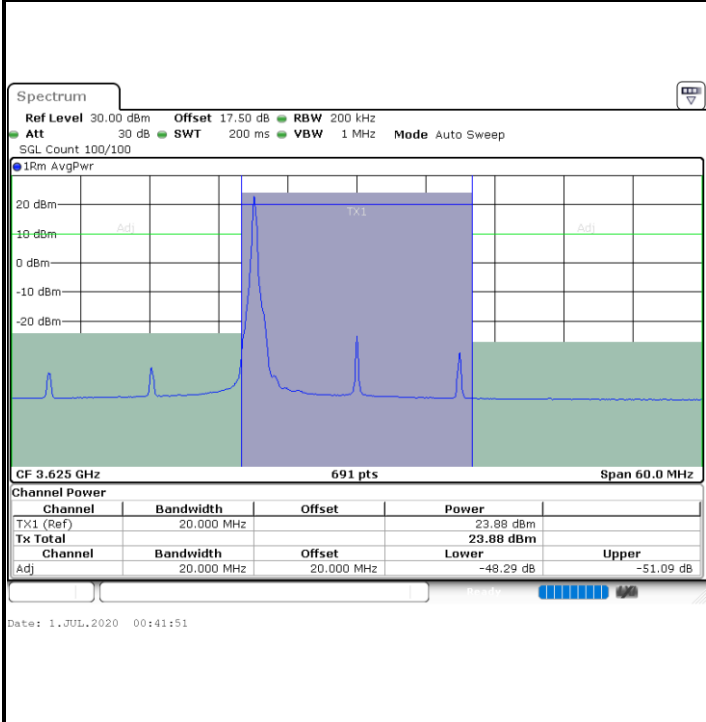 Spectrum
Ref Level 30.00 dBm Offset 17.50 dB RBW 200 kHz
Att 30 dB SWT 200 ms VBW 1 MHz Mode Auto Sweep
SGL Count 100/100
1Rm AvgPwr
20 dBm
TX1
Adj
Adj
10 dBm
0 dBm
-10 dBm
-20 dBm
CF 3.625 GHz 691 pts Span 60.0 MHz
Channel Power
Channel Bandwidth Offset Power
TX1 (Ref) 20.000 MHz 23.88 dBm
Tx Total 23.88 dBm
Channel Bandwidth Offset Lower Upper
Adj 20.000 MHz 20.000 MHz -48.29 dB -51.09 dB
Ready
Date: 1.JUL.2020 00:41:51